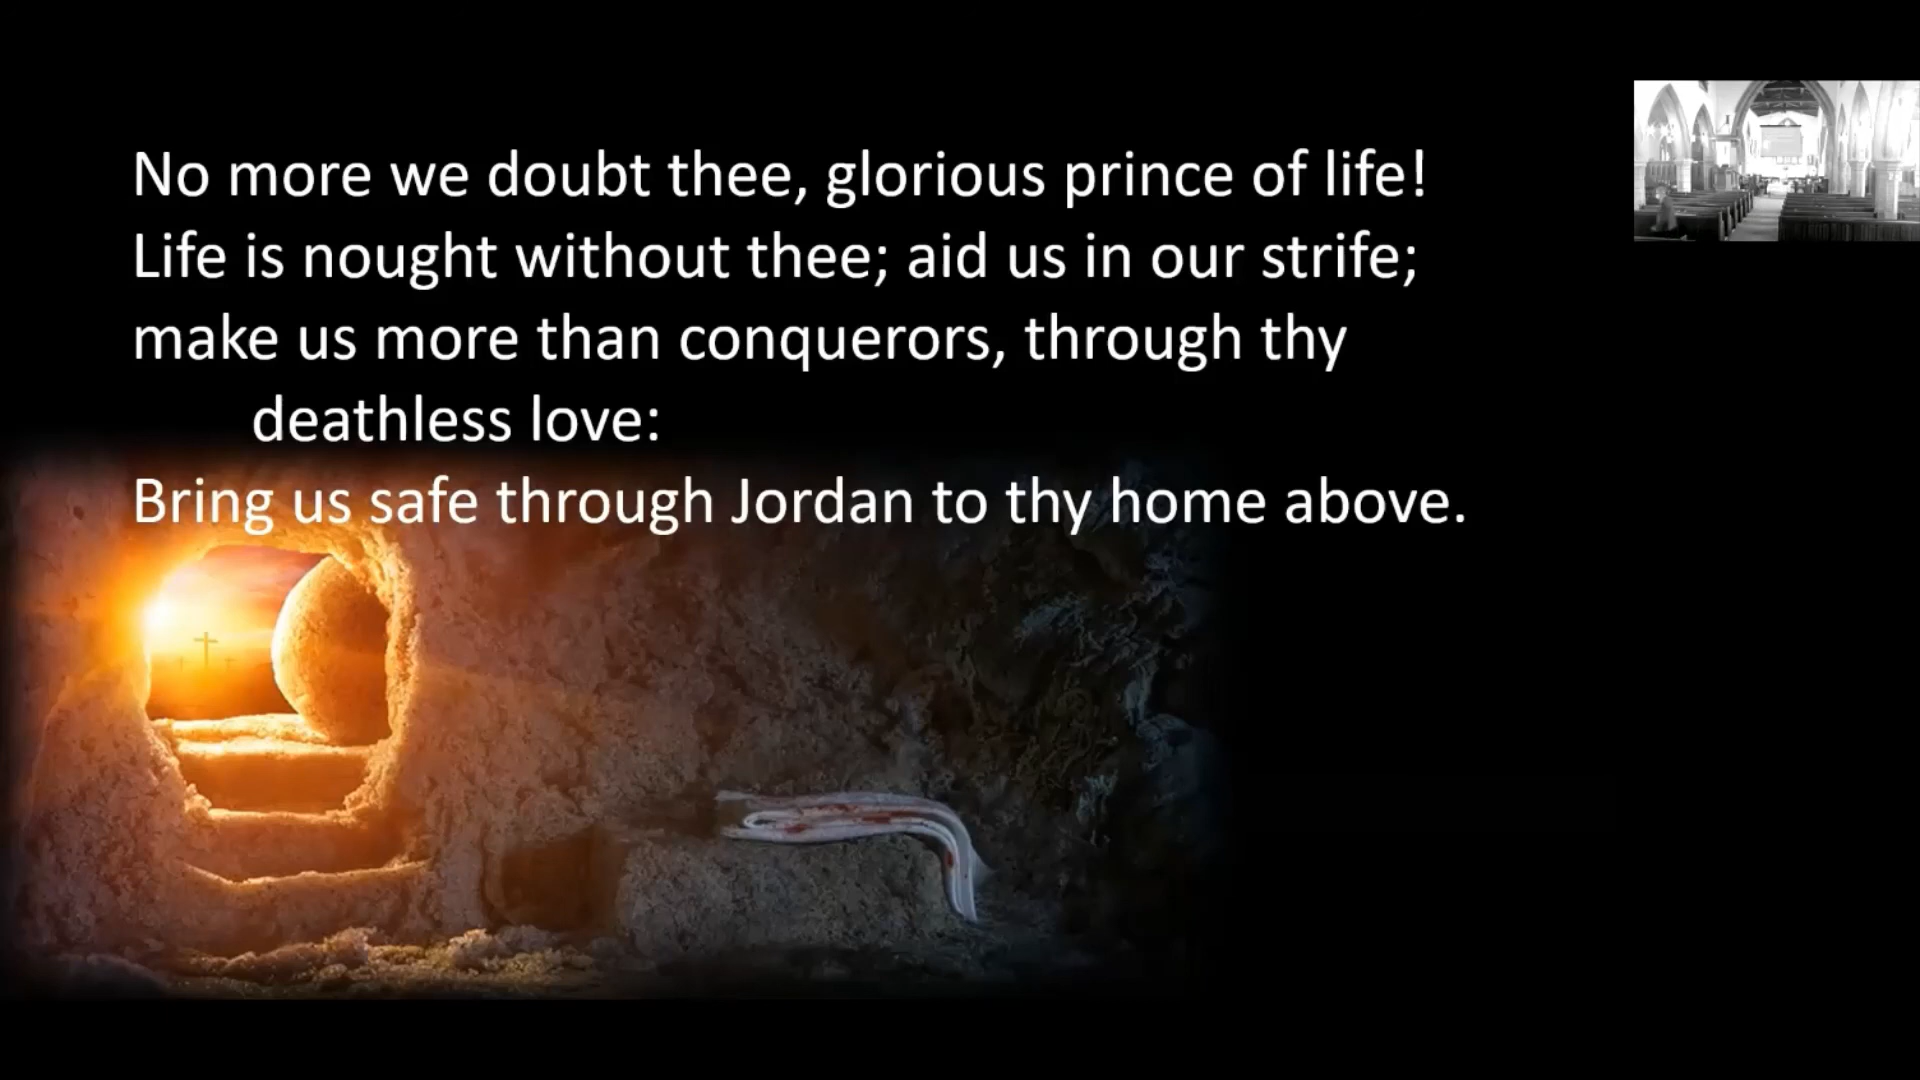 No more we doubt thee, glorious prince of life!
Life is nought without thee; aid us in our strife;
make us more than conquerors, through thy
deathless love:
Bring us safe through Jordan to thy home above.